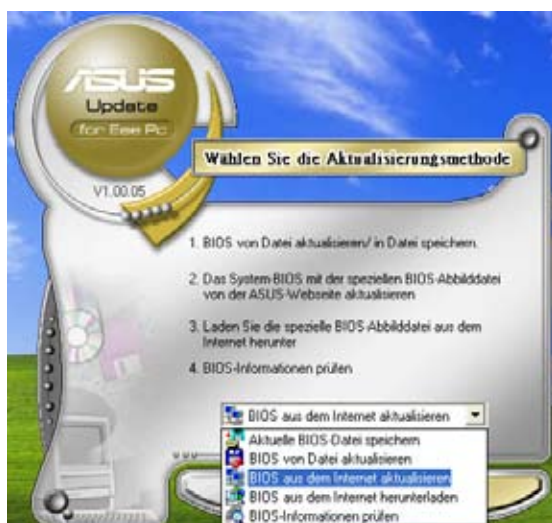 ASUS
Update
for Eee Pc
V1.00.05
Wählen Sie die Aktualisierungsmethode
1. BIOS von Datei aktualisieren/ in Datei speichern.
2. Das System-BIOS mit der speziellen BIOS-Abbilddatei
von der ASUS-Webseite aktualisieren
3. Laden Sie die spezielle BIOS-Abbilddatei aus dem
Internet herunter
4. BIOS-Informationen prüfen
BIOS aus dem Internet aktualisieren
Aktuelle BIOS-Datei speichern
BIOS von Datei aktualisieren
BIOS aus dem Internet aktualisieren
BIOS aus dem Internet herunterladen
BIOS-Informationen prüfen